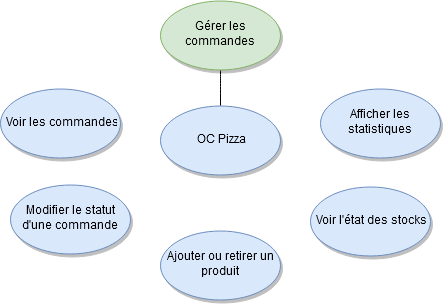 Gérer les
commandes
Voir les commandes
OC Pizza
Afficher les
statistiques
Modifier le statut
d'une commande
Voir l'état des stocks
Ajouter ou retirer un
produit